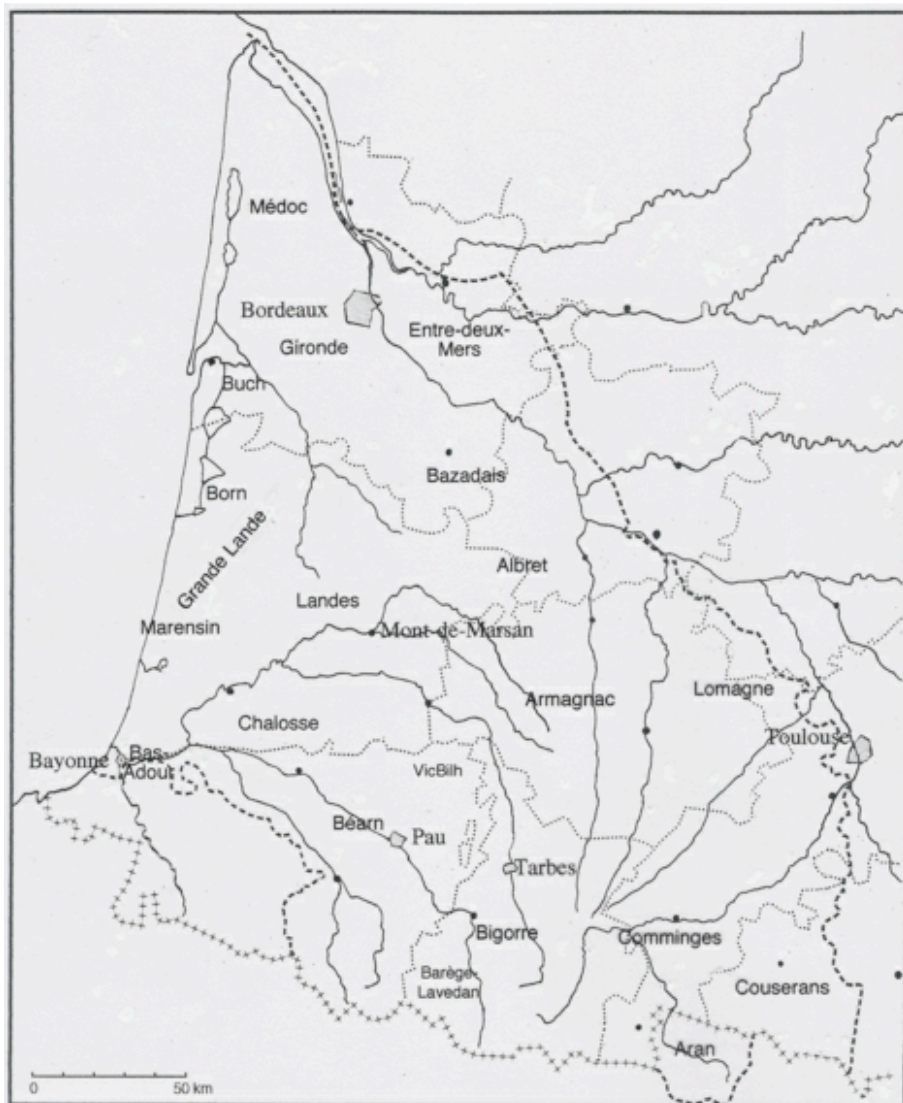 Médoc
Bordeaux
Gironde
Entre-deux-
Mers
Buch
Bazadais
Born
Grande Lande
Albret
Landes
Marensin
Mont-de-Marsan
Armagnac
Lomagne
Chalosse
Toulouse
Bayonne
Bas-
Adour
VicBilh
Béarn
Pau
Tarbes
Bigorre
Comminges
Barège-
Lavedan
Couserans
Aran
0 50 km